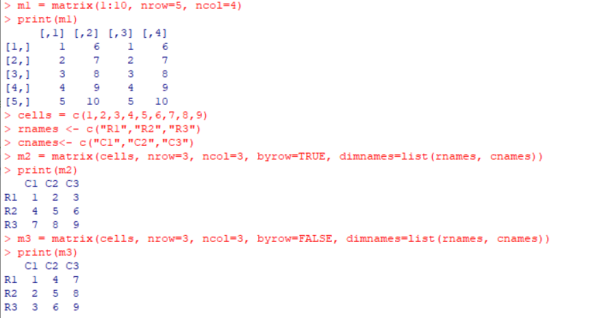 > m1 = matrix(1:10, nrow=5, ncol=4)
> print(m1)
     [,1] [,2] [,3] [,4]
[1,]    1    6    1    6
[2,]    2    7    2    7
[3,]    3    8    3    8
[4,]    4    9    4    9
[5,]    5   10    5   10
> cells = c(1,2,3,4,5,6,7,8,9)
> rnames <- c("R1","R2","R3")
> cnames<- c("C1","C2","C3")
> m2 = matrix(cells, nrow=3, ncol=3, byrow=TRUE, dimnames=list(rnames, cnames))
> print(m2)
   C1 C2 C3
R1  1  2  3
R2  4  5  6
R3  7  8  9
> m3 = matrix(cells, nrow=3, ncol=3, byrow=FALSE, dimnames=list(rnames, cnames))
> print(m3)
   C1 C2 C3
R1  1  4  7
R2  2  5  8
R3  3  6  9